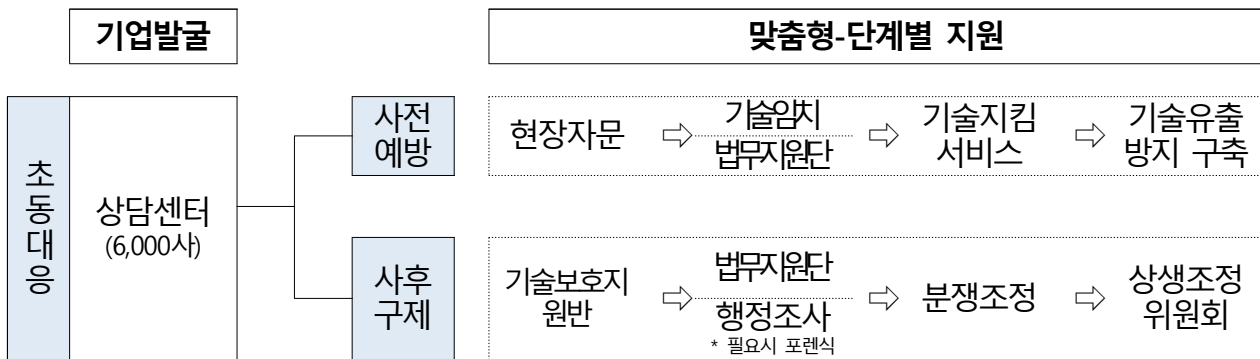 기업발굴
맞춤형-단계별 지원
초
동
대
응
상담센터
(6,000사)
사전
예방
현장자문
⇨
기술임치
법무지원단
⇨
기술지킴
서비스
⇨
기술유출
방지 구축
사후
구제
기술보호지
원반
⇨
법무지원단
행정조사
* 필요시 포렌식
⇨
분쟁조정
⇨
상생조정
위원회